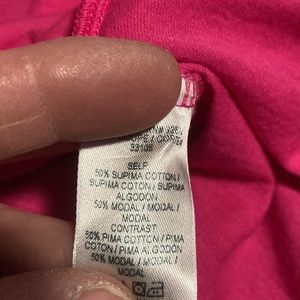 33108
SELF
50% SUPIMA COTTON /
SUPIMA COTON / SUPIMA
ALGODON
50% MODAL / MODAL /
MODAL
CONTRAST
50% PIMA COTTON / PIMA
COTON / PIMA ALGODON
50% MODAL / MODAL /
MODAL